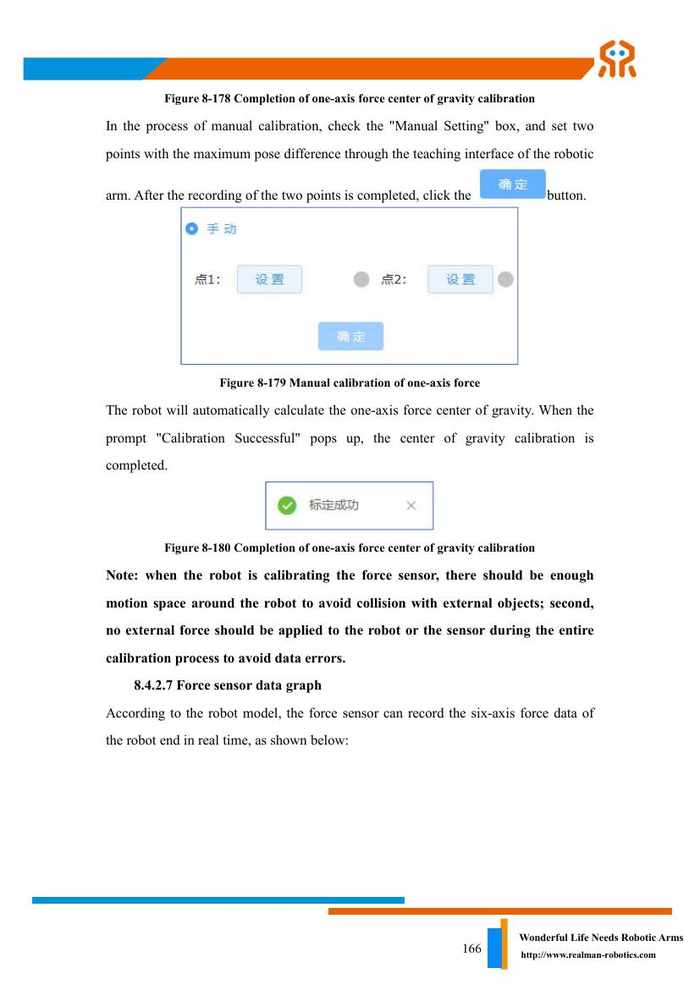 Figure 8-178 Completion of one-axis force center of gravity calibration
In the process of manual calibration, check the "Manual Setting" box, and set two
points with the maximum pose difference through the teaching interface of the robotic
arm. After the recording of the two points is completed, click the 确定 button.
手动
点1: 设置 点2: 设置
确定
Figure 8-179 Manual calibration of one-axis force
The robot will automatically calculate the one-axis force center of gravity. When the
prompt "Calibration Successful" pops up, the center of gravity calibration is
completed.
标定成功
Figure 8-180 Completion of one-axis force center of gravity calibration
Note: when the robot is calibrating the force sensor, there should be enough
motion space around the robot to avoid collision with external objects; second,
no external force should be applied to the robot or the sensor during the entire
calibration process to avoid data errors.
8.4.2.7 Force sensor data graph
According to the robot model, the force sensor can record the six-axis force data of
the robot end in real time, as shown below:
166
Wonderful Life Needs Robotic Arms
http://www.realman-robotics.com